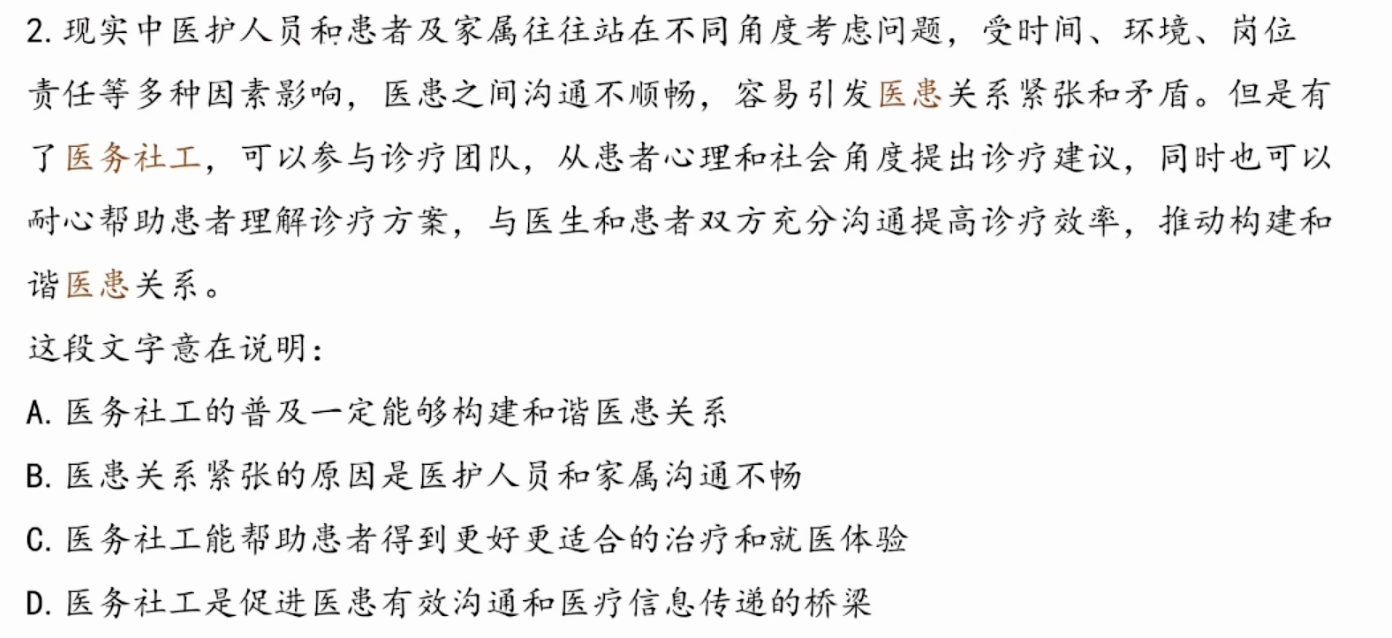 2. 现实中医护人员和患者及家属往往站在不同角度考虑问题，受时间、环境、岗位
责任等多种因素影响，医患之间沟通不顺畅，容易引发医患关系紧张和矛盾。但是有
了医务社工，可以参与诊疗团队，从患者心理和社会角度提出诊疗建议，同时也可以
耐心帮助患者理解诊疗方案，与医生和患者双方充分沟通提高诊疗效率，推动构建和
谐医患关系。
这段文字意在说明：
A. 医务社工的普及一定能够构建和谐医患关系
B. 医患关系紧张的原因是医护人员和家属沟通不畅
C. 医务社工能帮助患者得到更好更适合的治疗和就医体验
D. 医务社工是促进医患有效沟通和医疗信息传递的桥梁